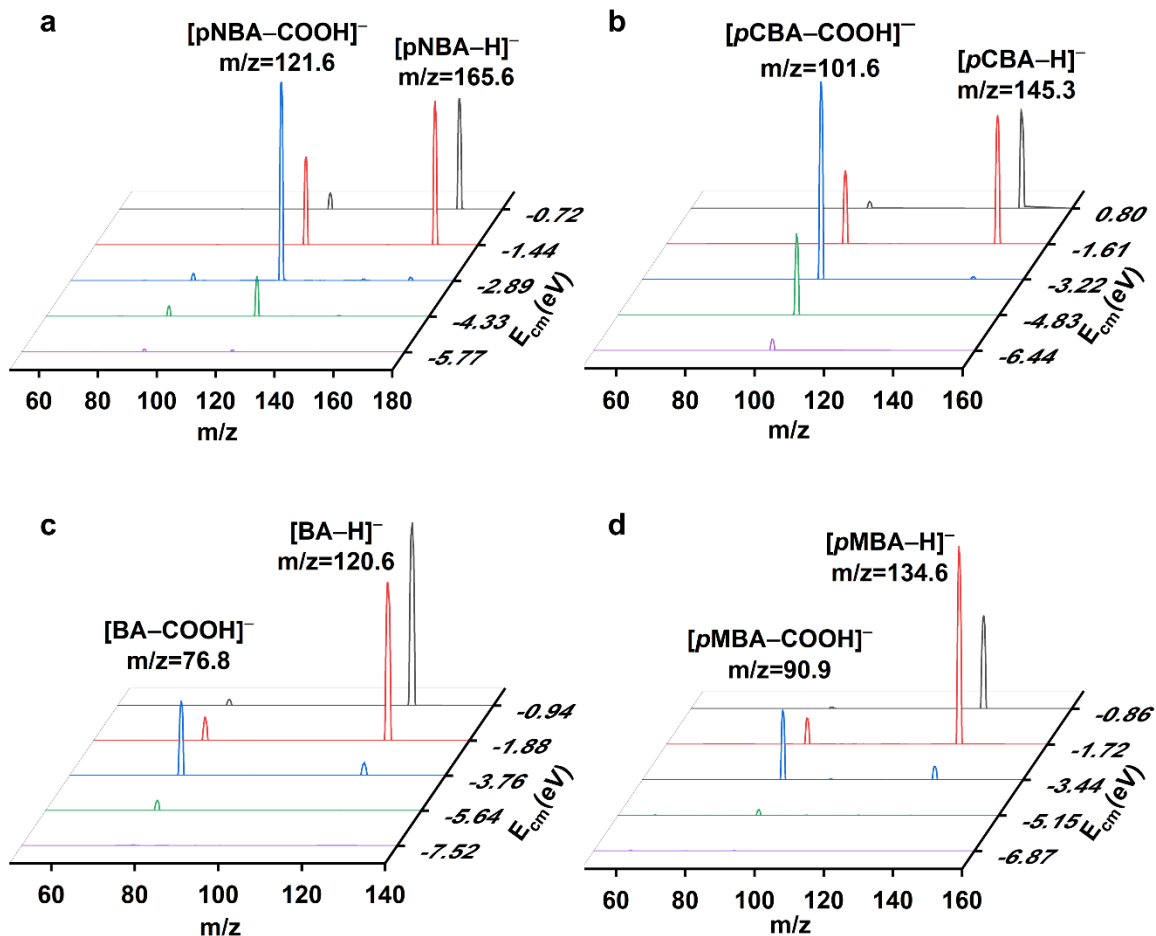 a
[pNBA–COOH]⁻
m/z=121.6
[pNBA–H]⁻
m/z=165.6
-0.72
-1.44
-2.89
-4.33
-5.77
E_cm(eV)
60 80 100 120 140 160 180
m/z
b
[pCBA–COOH]⁻
m/z=101.6
[pCBA–H]⁻
m/z=145.3
0.80
-1.61
-3.22
-4.83
-6.44
E_cm(eV)
60 80 100 120 140 160
m/z
c
[BA–COOH]⁻
m/z=76.8
[BA–H]⁻
m/z=120.6
-0.94
-1.88
-3.76
-5.64
-7.52
E_cm(eV)
60 80 100 120 140
m/z
d
[pMBA–COOH]⁻
m/z=90.9
[pMBA–H]⁻
m/z=134.6
-0.86
-1.72
-3.44
-5.15
-6.87
E_cm(eV)
60 80 100 120 140 160
m/z